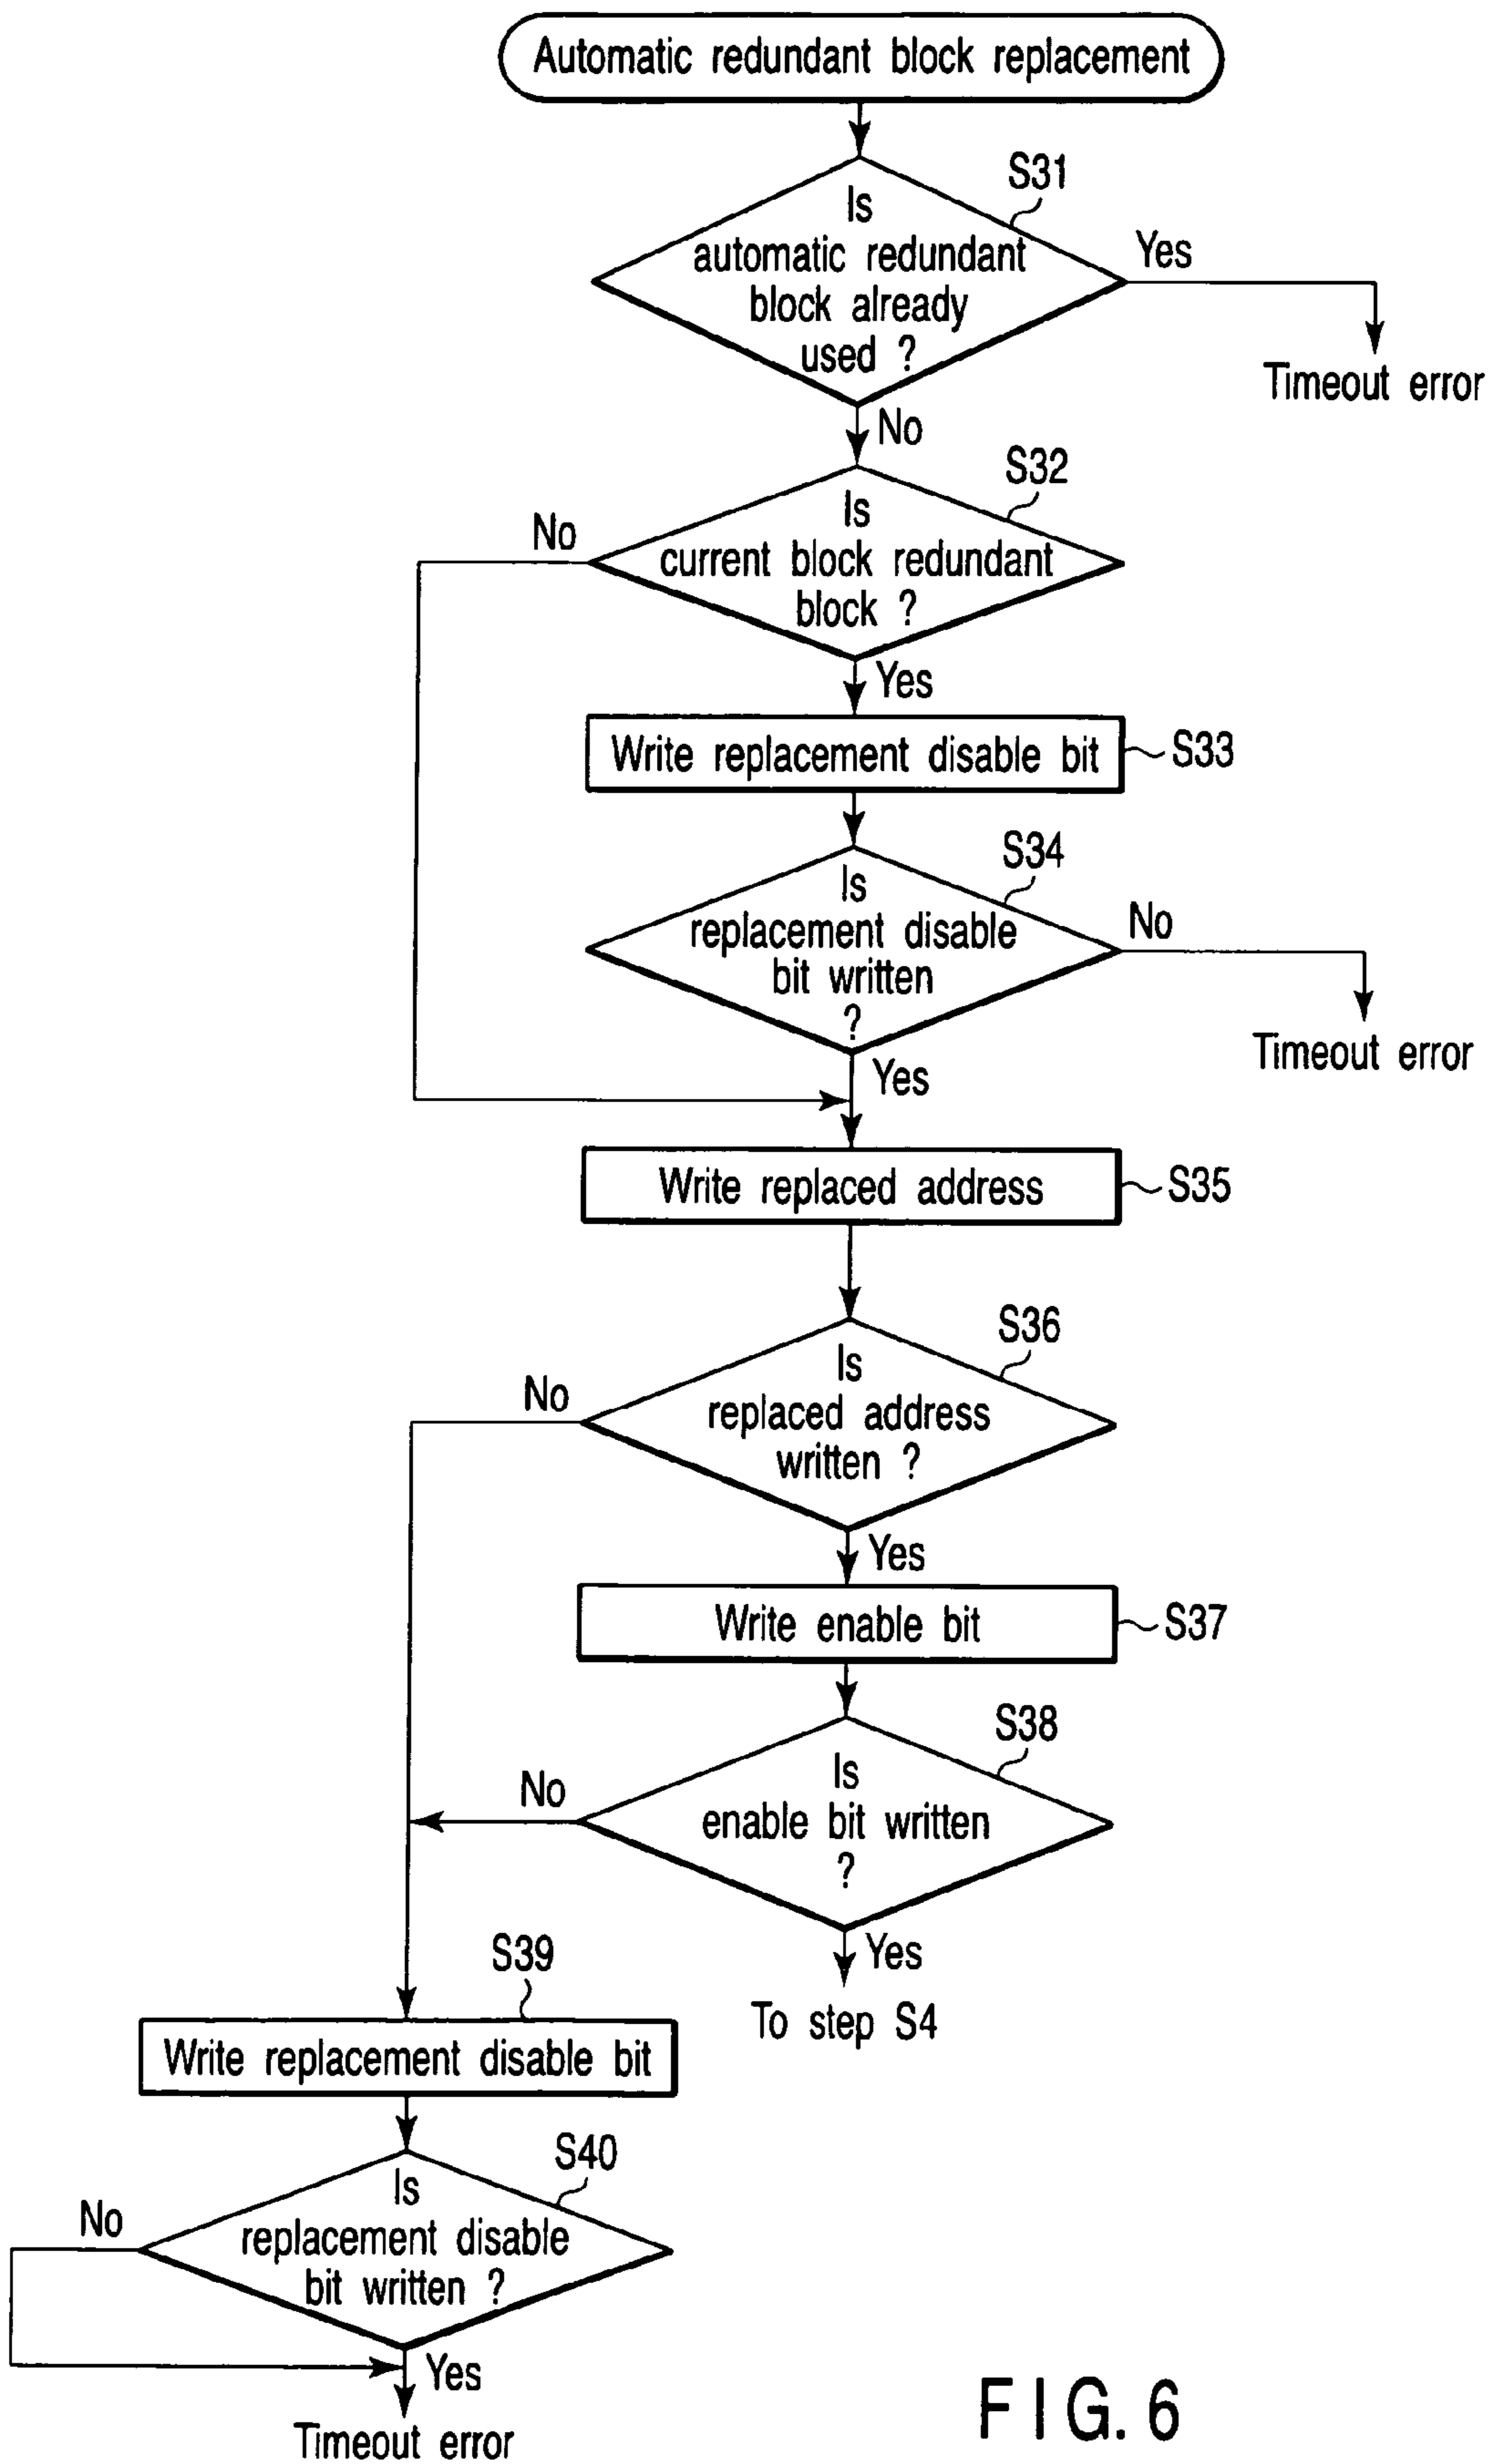 Automatic redundant block replacement
S31
Is
automatic redundant
block already
used ?
Yes
Timeout error
No
S32
Is
current block redundant
block ?
No
Yes
Write replacement disable bit
S33
S34
Is
replacement disable
bit written
?
No
Timeout error
Yes
Write replaced address
S35
S36
Is
replaced address
written ?
No
Yes
Write enable bit
S37
S38
Is
enable bit written
?
No
Yes
To step S4
S39
Write replacement disable bit
S40
Is
replacement disable
bit written ?
No
Yes
Timeout error
FIG. 6